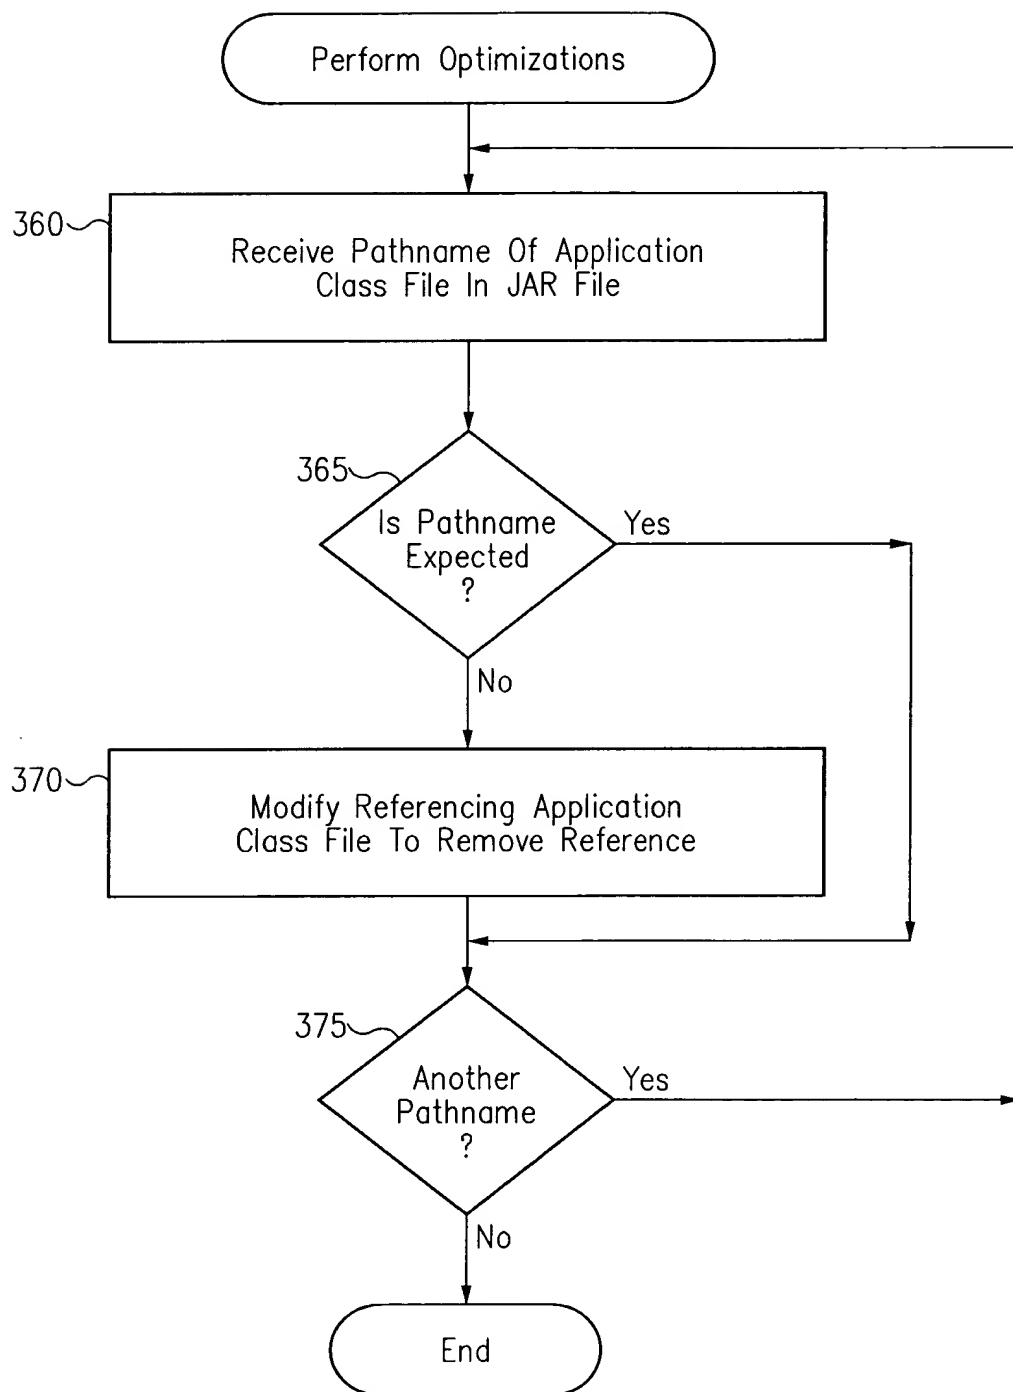 Perform Optimizations
360
Receive Pathname Of Application
Class File In JAR File
365
Is Pathname
Expected
?
Yes
No
370
Modify Referencing Application
Class File To Remove Reference
375
Another
Pathname
?
Yes
No
End